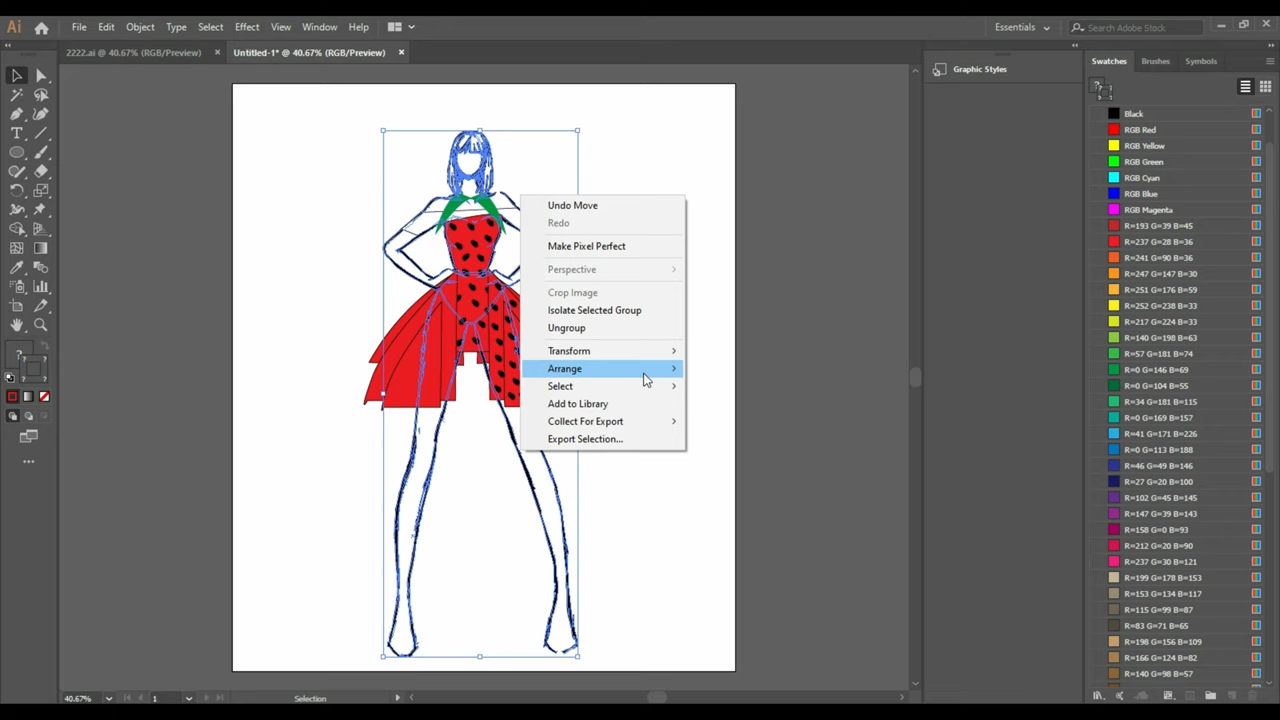 Ai File Edit Object Type Select Effect View Window Help Essentials Search Adobe Stock
2222.ai @ 40.67% (RGB/Preview) Untitled-1* @ 40.67% (RGB/Preview)
Graphic Styles
Swatches Brushes Symbols
Black
RGB Red
RGB Yellow
RGB Green
RGB Cyan
RGB Blue
RGB Magenta
R=193 G=39 B=45
R=237 G=28 B=36
R=241 G=90 B=36
R=247 G=147 B=30
R=251 G=176 B=59
R=252 G=238 B=33
R=217 G=224 B=33
R=140 G=198 B=63
R=57 G=181 B=74
R=0 G=146 B=69
R=0 G=104 B=55
R=34 G=181 B=115
R=0 G=169 B=157
R=41 G=171 B=226
R=0 G=113 B=188
R=46 G=49 B=146
R=27 G=20 B=100
R=102 G=45 B=145
R=147 G=39 B=143
R=158 G=0 B=93
R=212 G=20 B=90
R=237 G=30 B=121
R=199 G=178 B=153
R=153 G=134 B=117
R=115 G=99 B=87
R=83 G=71 B=65
R=198 G=156 B=109
R=166 G=124 B=82
R=140 G=98 B=57
Undo Move
Redo
Make Pixel Perfect
Perspective
Crop Image
Isolate Selected Group
Ungroup
Transform
Arrange
Select
Add to Library
Collect For Export
Export Selection...
40.67% 1 Selection